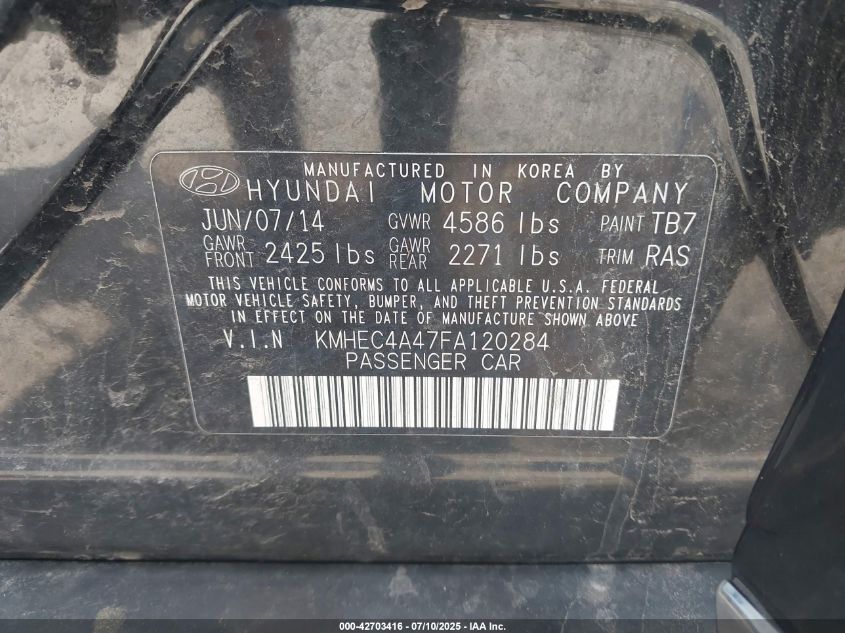 MANUFACTURED IN KOREA BY
HYUNDAI MOTOR COMPANY
JUN/07/14 GVWR 4586 lbs PAINT TB7
GAWR FRONT 2425 lbs GAWR REAR 2271 lbs TRIM RAS
THIS VEHICLE CONFORMS TO ALL APPLICABLE U.S.A. FEDERAL
MOTOR VEHICLE SAFETY, BUMPER, AND THEFT PREVENTION STANDARDS
IN EFFECT ON THE DATE OF MANUFACTURE SHOWN ABOVE.
V.I.N KMHEC4A47FA120284
PASSENGER CAR
000-42703416 - 07/10/2025 - IAA Inc.